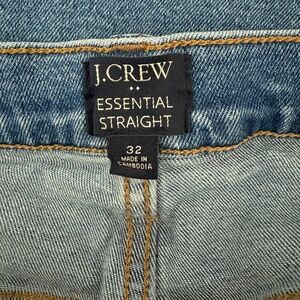 J.CREW
ESSENTIAL
STRAIGHT
32
MADE IN
CAMBODIA